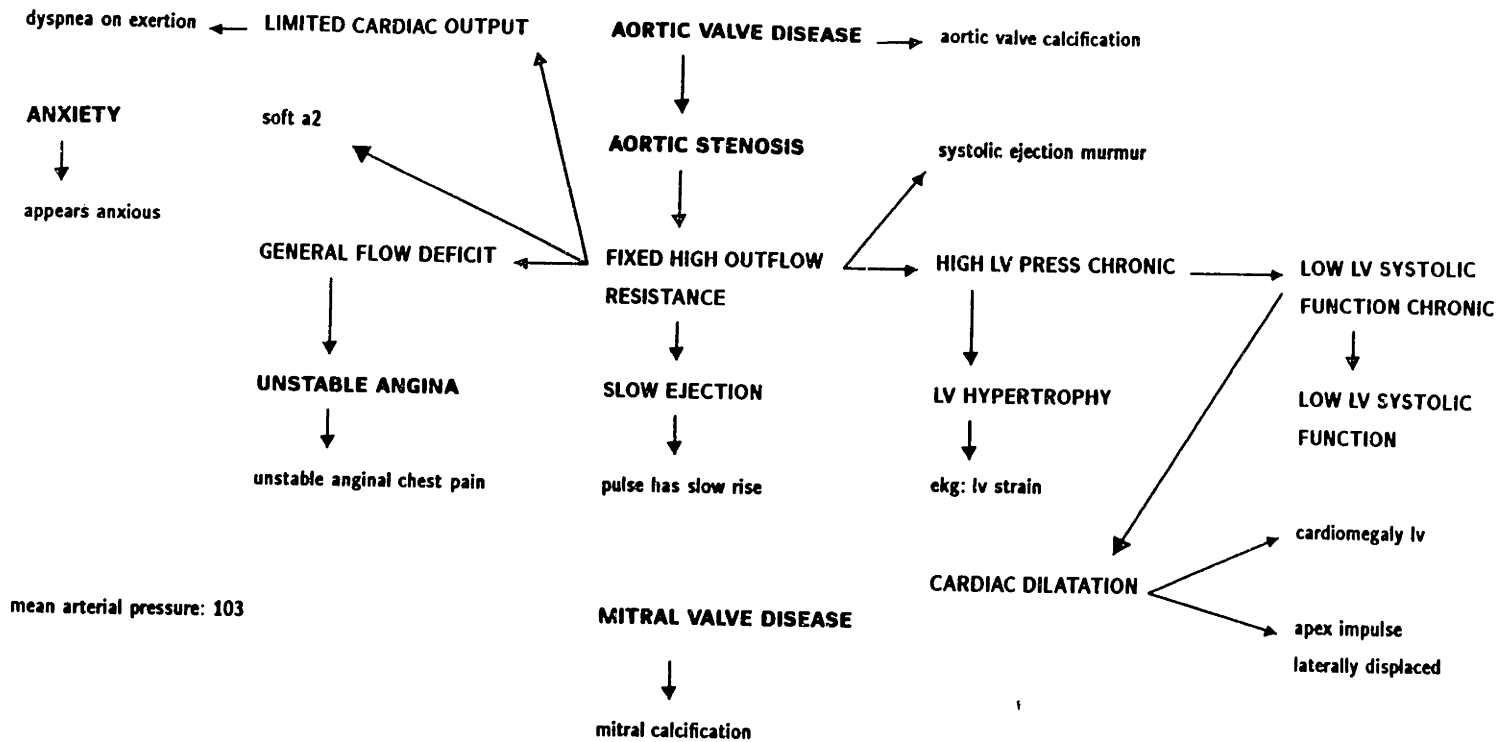 dyspnea on exertion
LIMITED CARDIAC OUTPUT
AORTIC VALVE DISEASE
aortic valve calcification
ANXIETY
soft a2
AORTIC STENOSIS
systolic ejection murmur
appears anxious
GENERAL FLOW DEFICIT
FIXED HIGH OUTFLOW
RESISTANCE
HIGH LV PRESS CHRONIC
LOW LV SYSTOLIC
FUNCTION CHRONIC
UNSTABLE ANGINA
SLOW EJECTION
LV HYPERTROPHY
LOW LV SYSTOLIC
FUNCTION
unstable anginal chest pain
pulse has slow rise
ekg: lv strain
cardiomegaly lv
CARDIAC DILATATION
mean arterial pressure: 103
MITRAL VALVE DISEASE
apex impulse
laterally displaced
mitral calcification